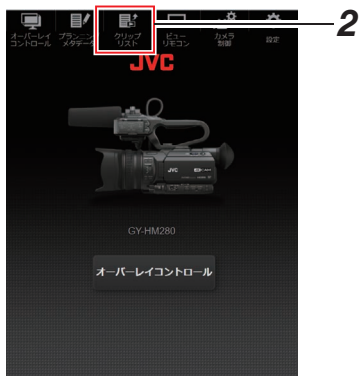 オーバーレイ
コントロール
プランニング
メタデータ
クリップ
リスト
ビュー
リモコン
カメラ
制御
設定
2
JVC
JVC
GY-HM280
オーバーレイコントロール